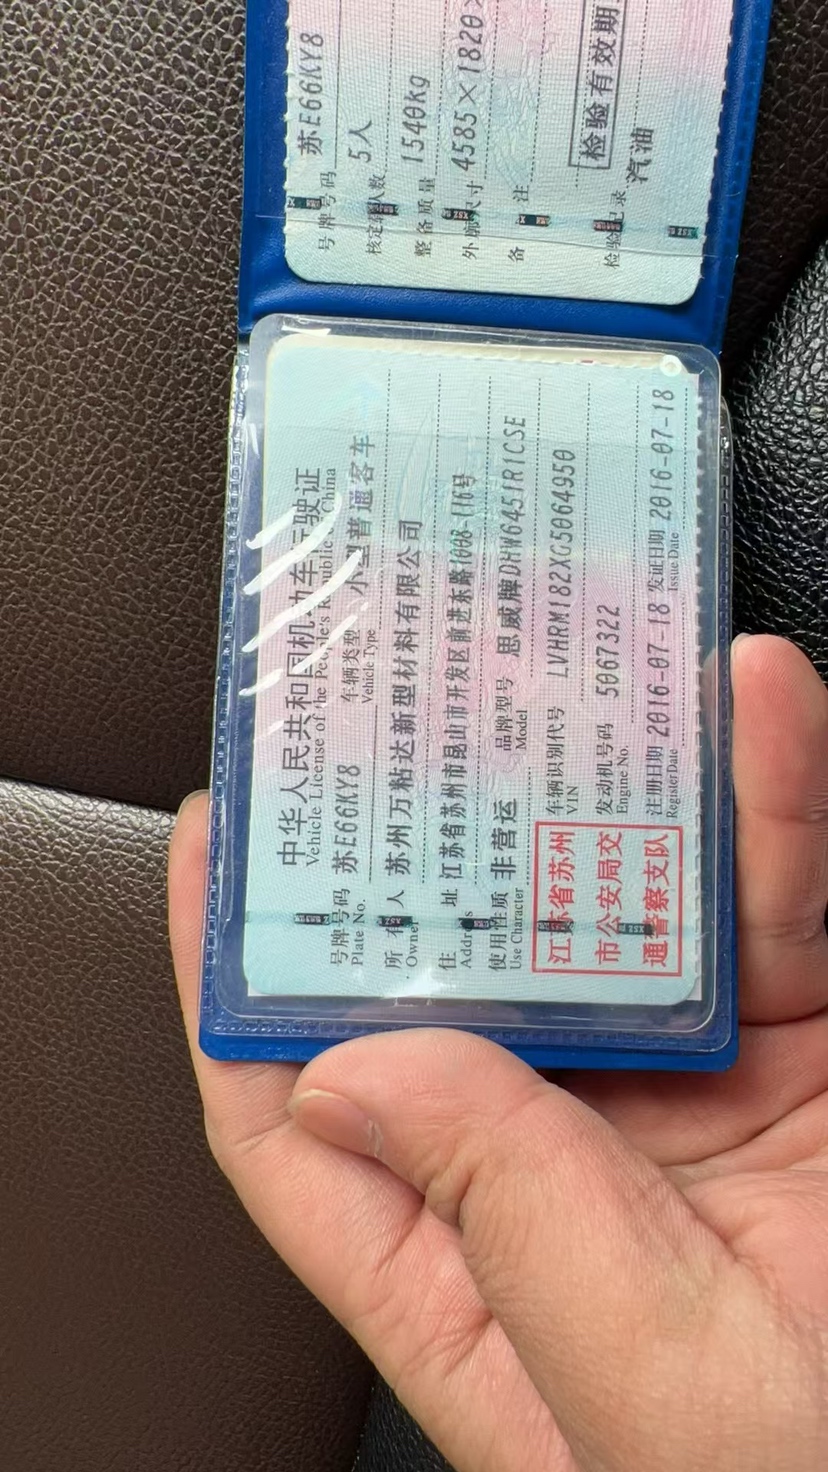 中华人民共和国机动车行驶证
Vehicle License of the People's Republic of China
号牌号码 苏E66KY8 车辆类型 小型普通客车
Plate No. Vehicle Type
所有人 苏州万粘达新型材料有限公司
Owner
住址 江苏省苏州市昆山市开发区前进东路1008-116号
Address
使用性质 非营运 品牌型号 思威牌DHW6451R1CSE
Use Character Model
江苏省苏州
市公安局交
通警察支队
车辆识别代号 LVHRM182XG5064950
VIN
发动机号码 5067322
Engine No.
注册日期 2016-07-18 发证日期 2016-07-18
Register Date Issue Date
号牌号码 苏E66KY8
核定载人数 5人
整备质量 1540kg
外廓尺寸 4585×1820×
备注
检验有效期
检验记录 汽油